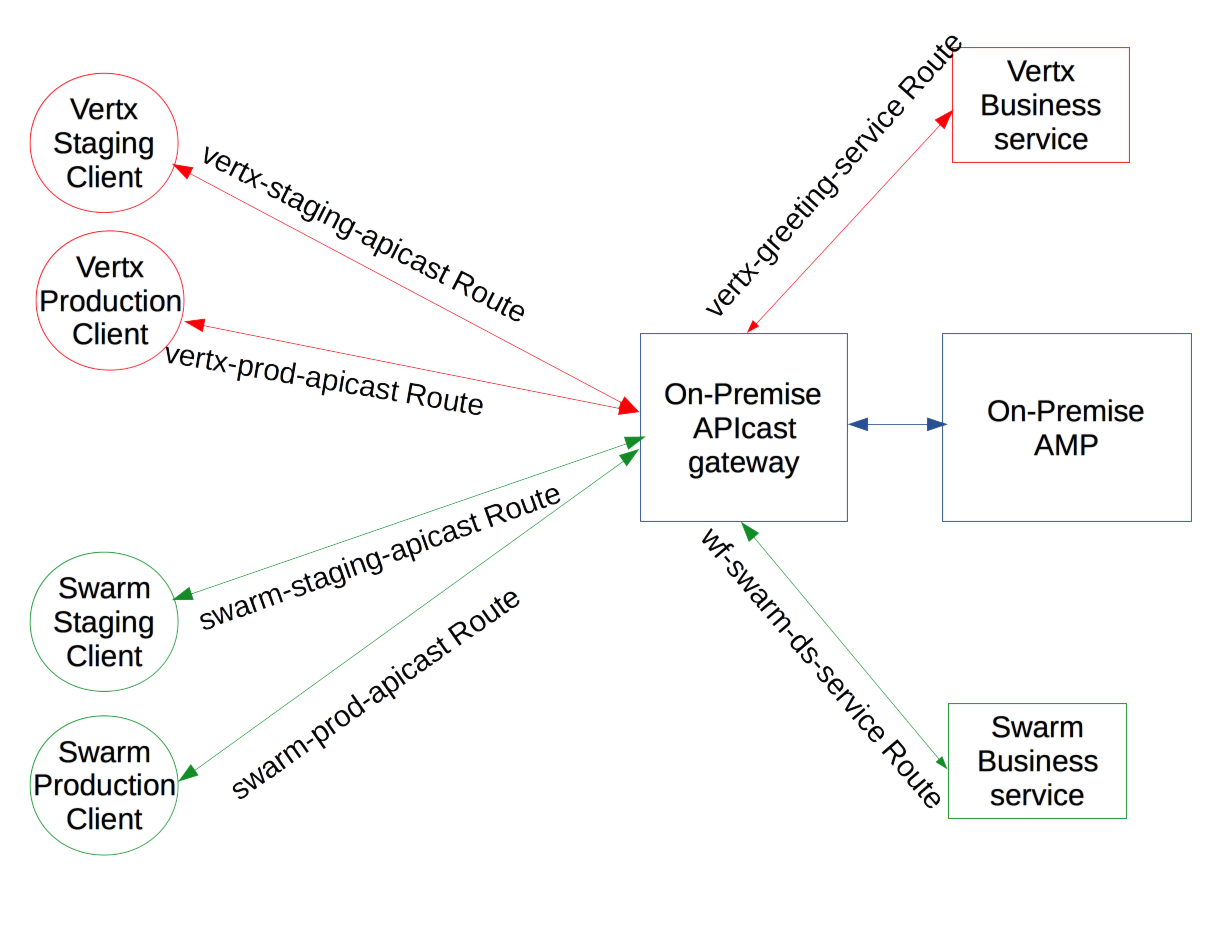 Vertx
Staging
Client
vertx-staging-apicast Route
Vertx
Production
Client
vertx-prod-apicast Route
Swarm
Staging
Client
swarm-staging-apicast Route
Swarm
Production
Client
swarm-prod-apicast Route
On-Premise
APIcast
gateway
vertx-greeting-service Route
Vertx
Business
service
On-Premise
AMP
wf-swarm-ds-service Route
Swarm
Business
service